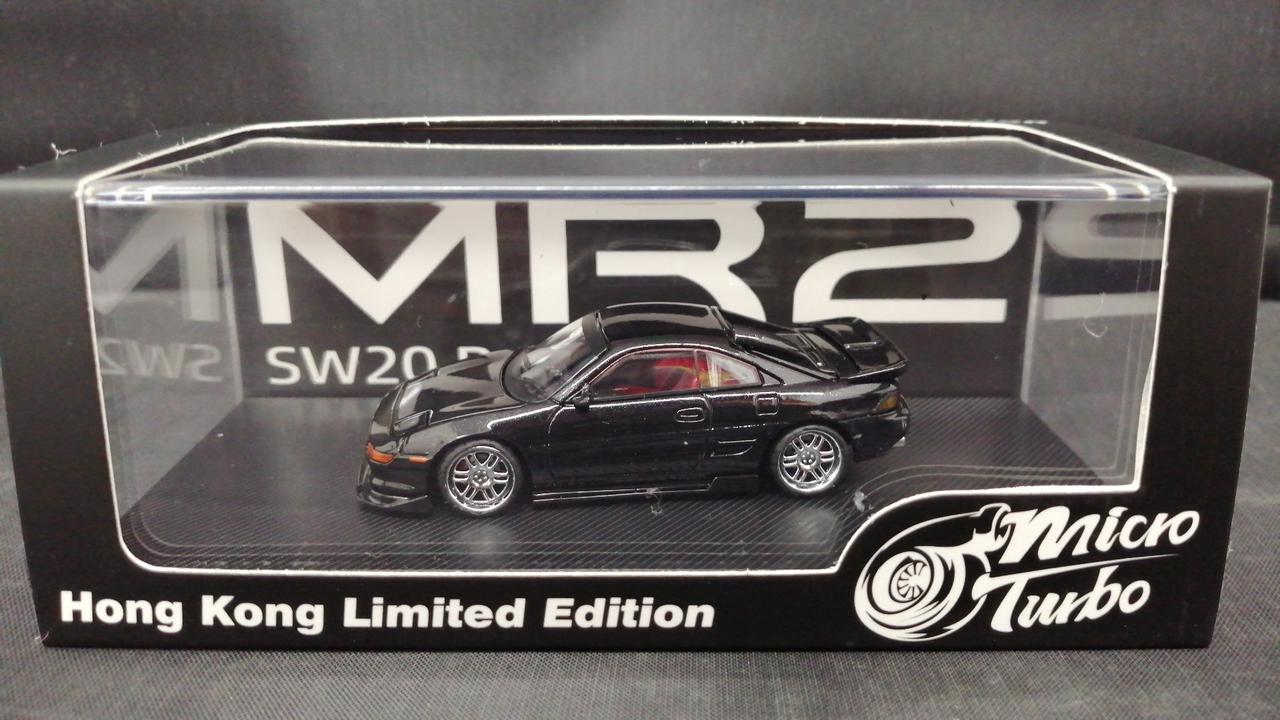 MR2
SW20
Hong Kong Limited Edition
Micro
Turbo